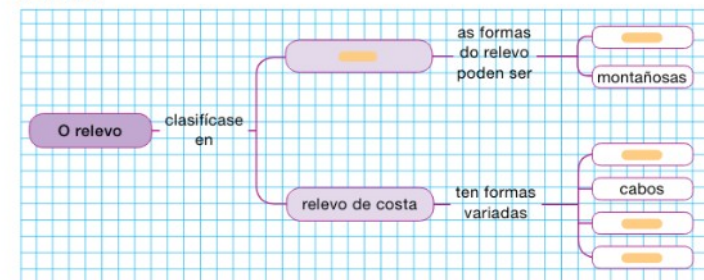 as formas
do relevo
poden ser
montañosas
O relevo
clasifícase
en
relevo de costa
ten formas
variadas
cabos